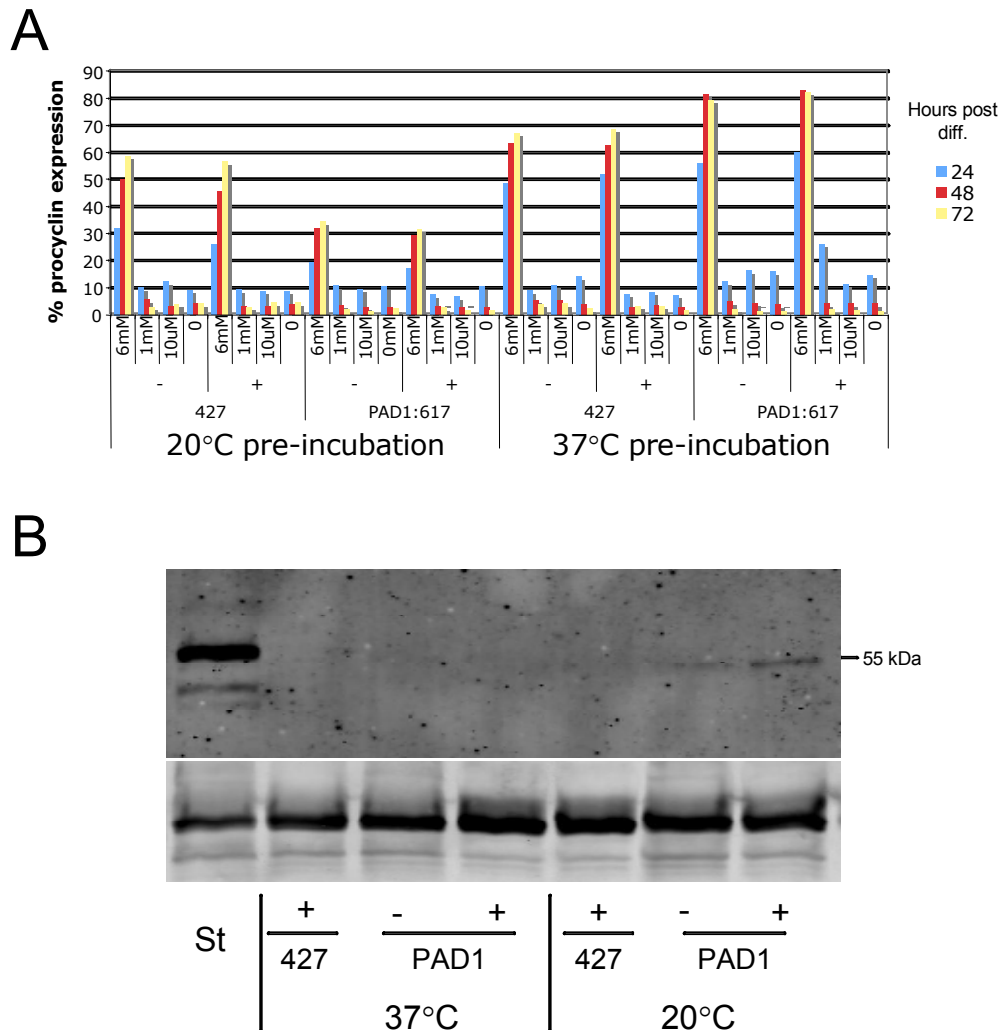 A
% procyclin expression
90
80
70
60
50
40
30
20
10
0
Hours post diff.
24
48
72
6mM 1mM 10uM 0 6mM 1mM 10uM 0 6mM 1mM 10uM 0mM 6mM 1mM 10uM 0 6mM 1mM 10uM 0 6mM 1mM 10uM 0 6mM 1mM 10uM 0 6mM 1mM 10uM 0
- + - + - + - +
427 PAD1:617 427 PAD1:617
20°C pre-incubation 37°C pre-incubation
B
55 kDa
+ - + + - +
St 427 PAD1 427 PAD1
37°C 20°C